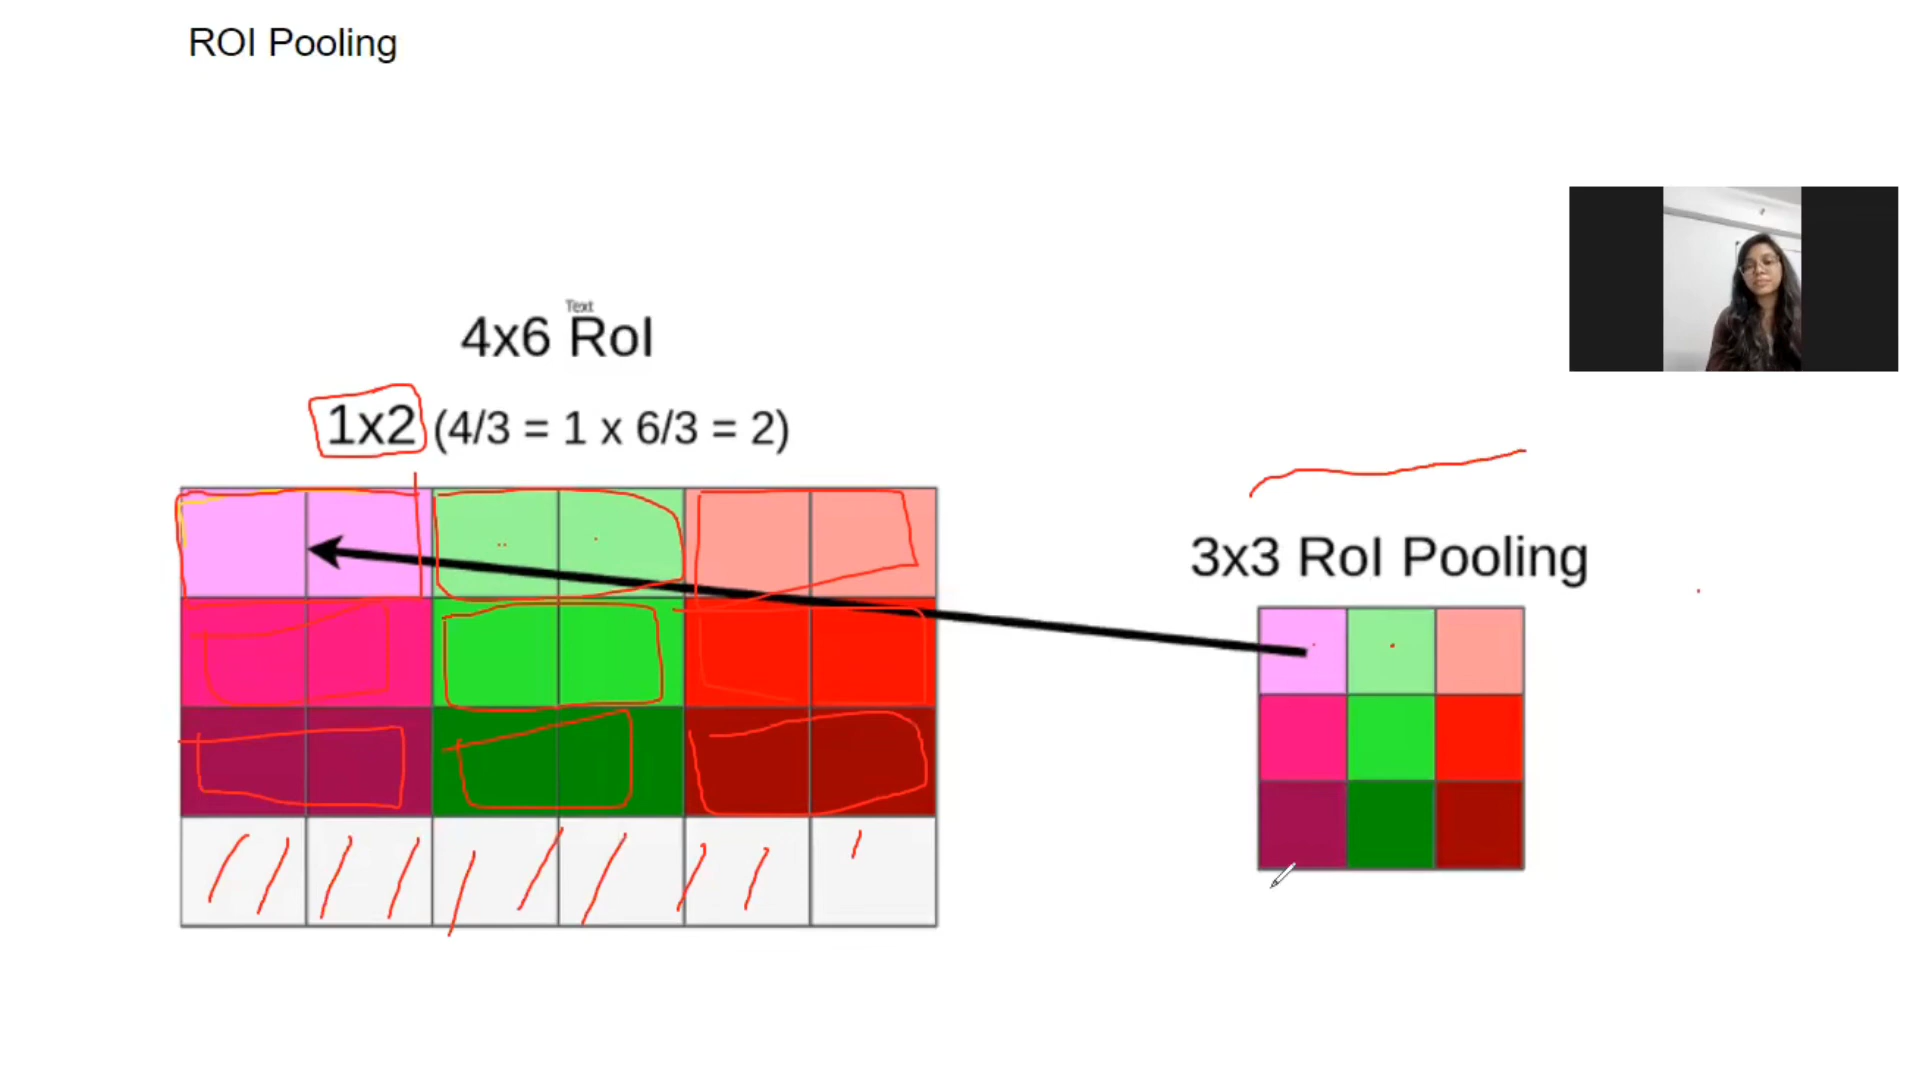 ROI Pooling
Text
4x6 RoI
1x2 (4/3 = 1 x 6/3 = 2)
3x3 RoI Pooling